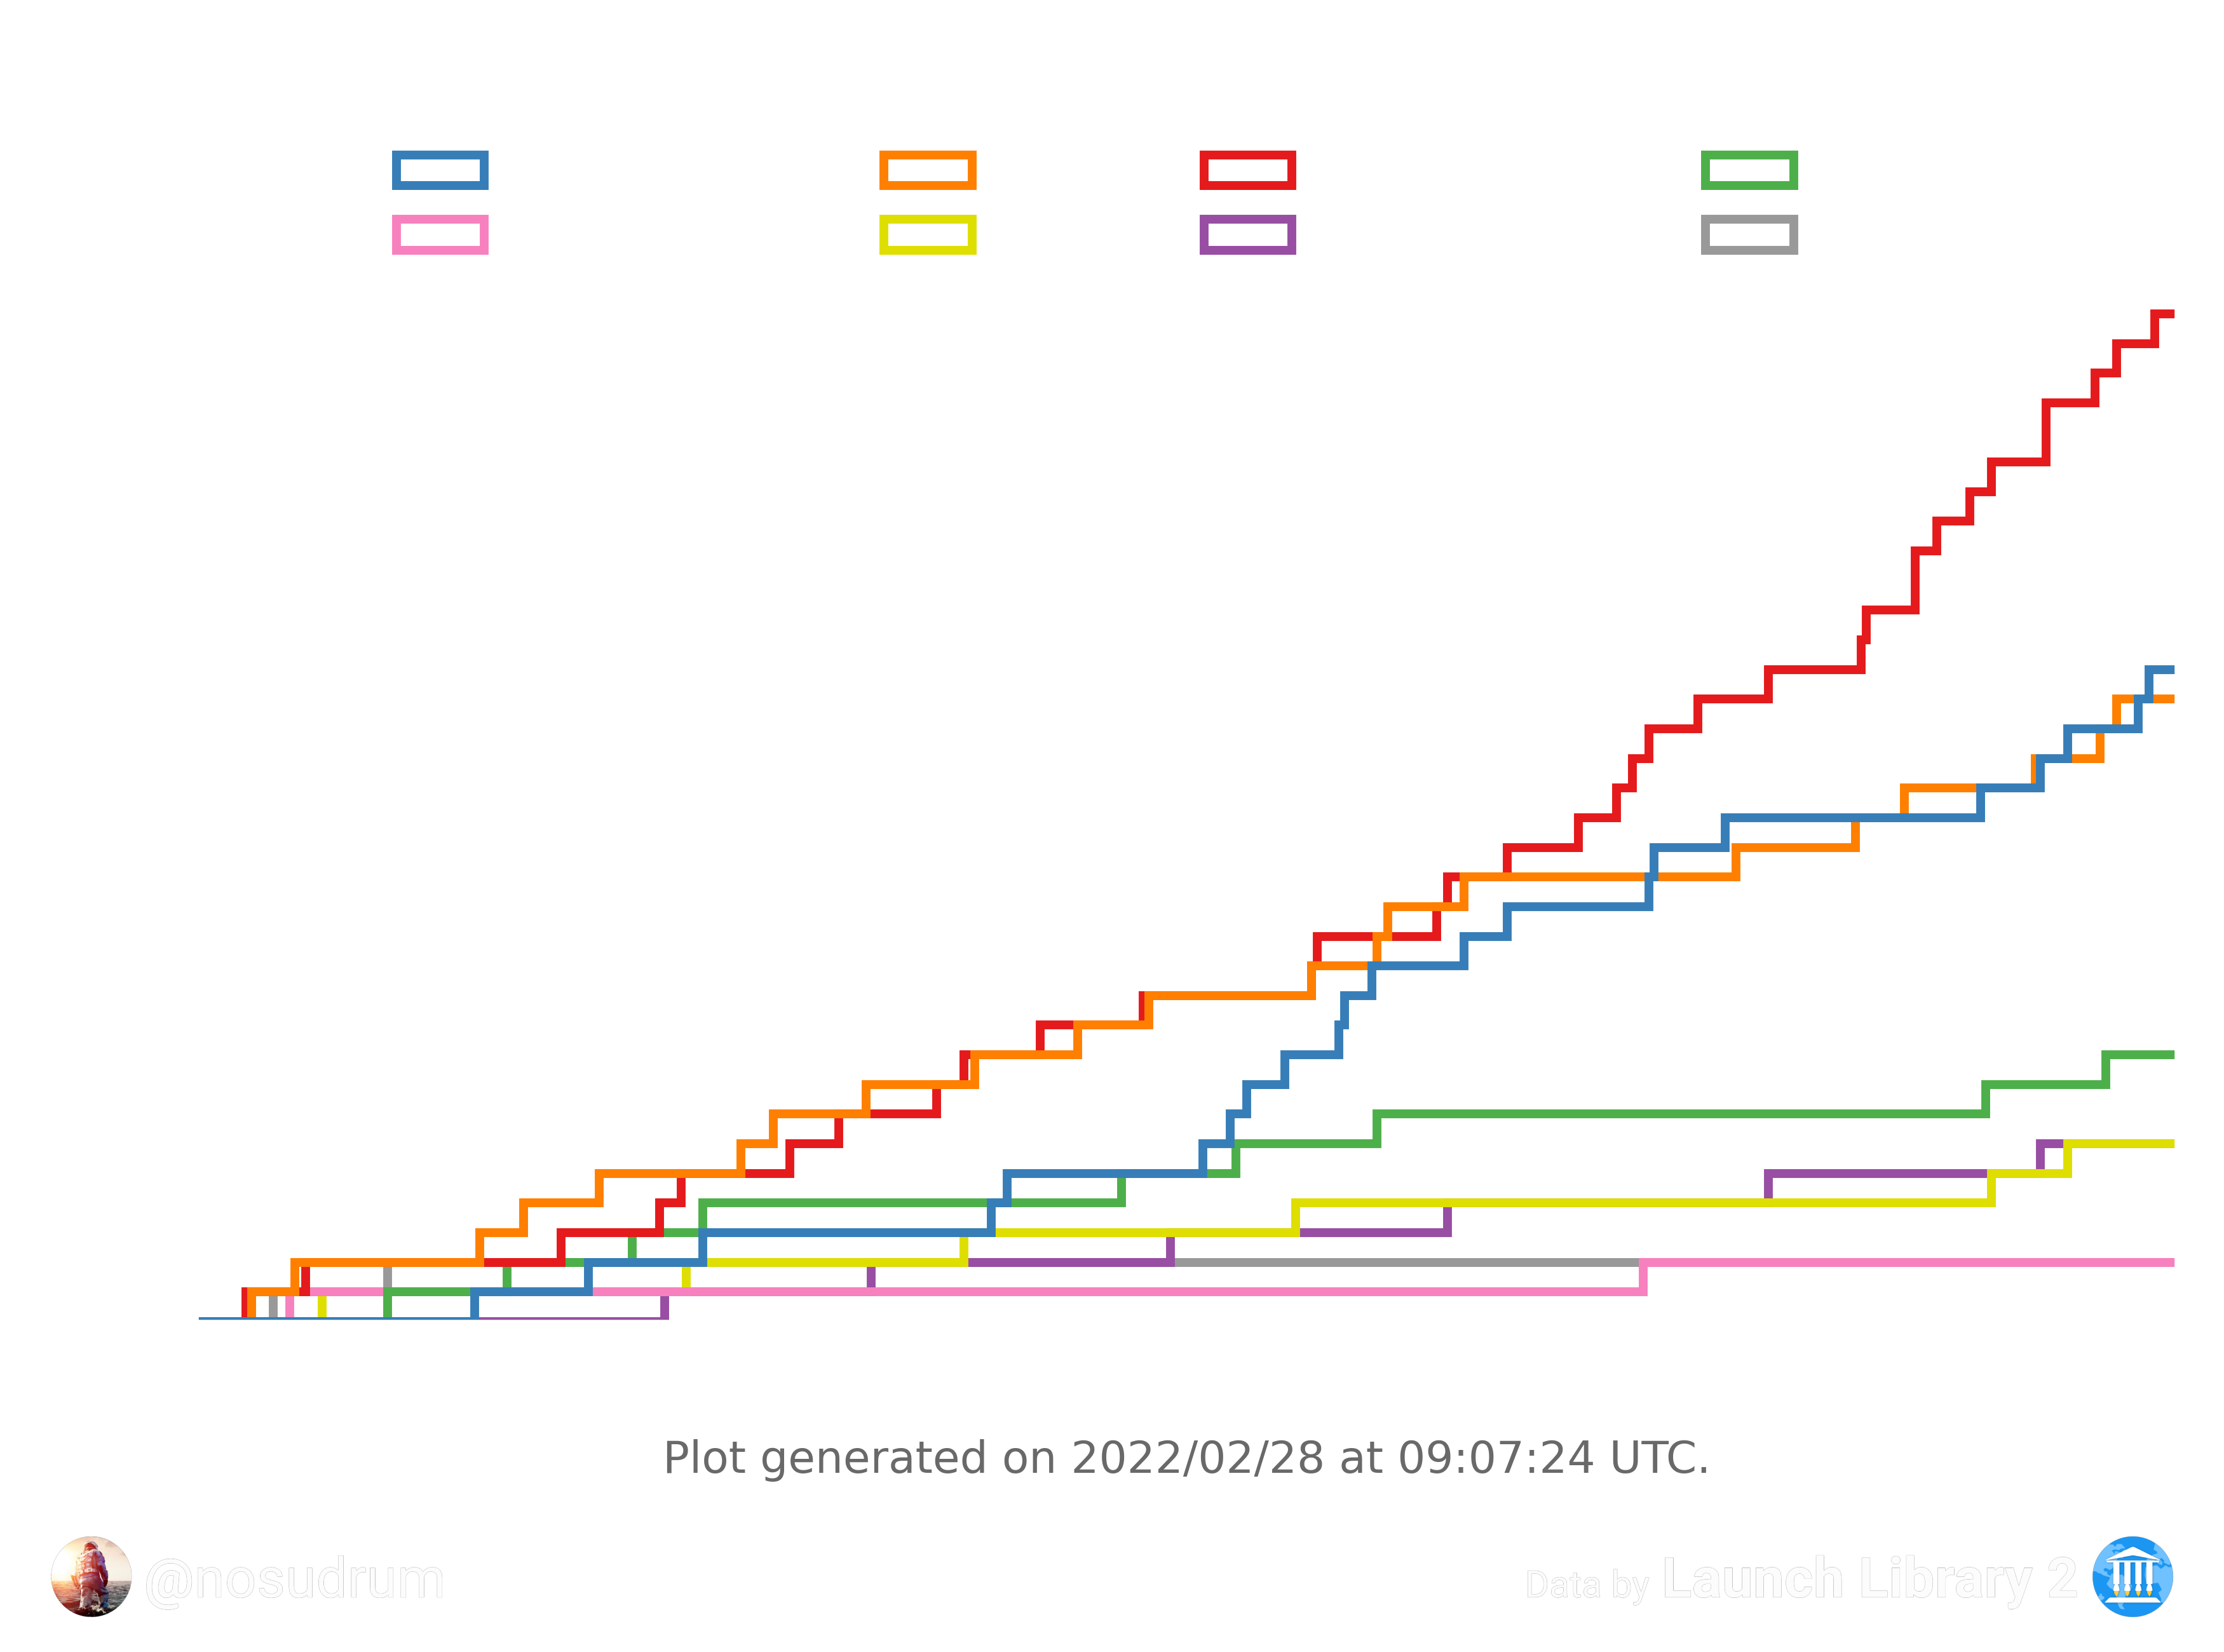 Plot generated on 2022/02/28 at 09:07:24 UTC.
@nosudrum
Data by Launch Library 2